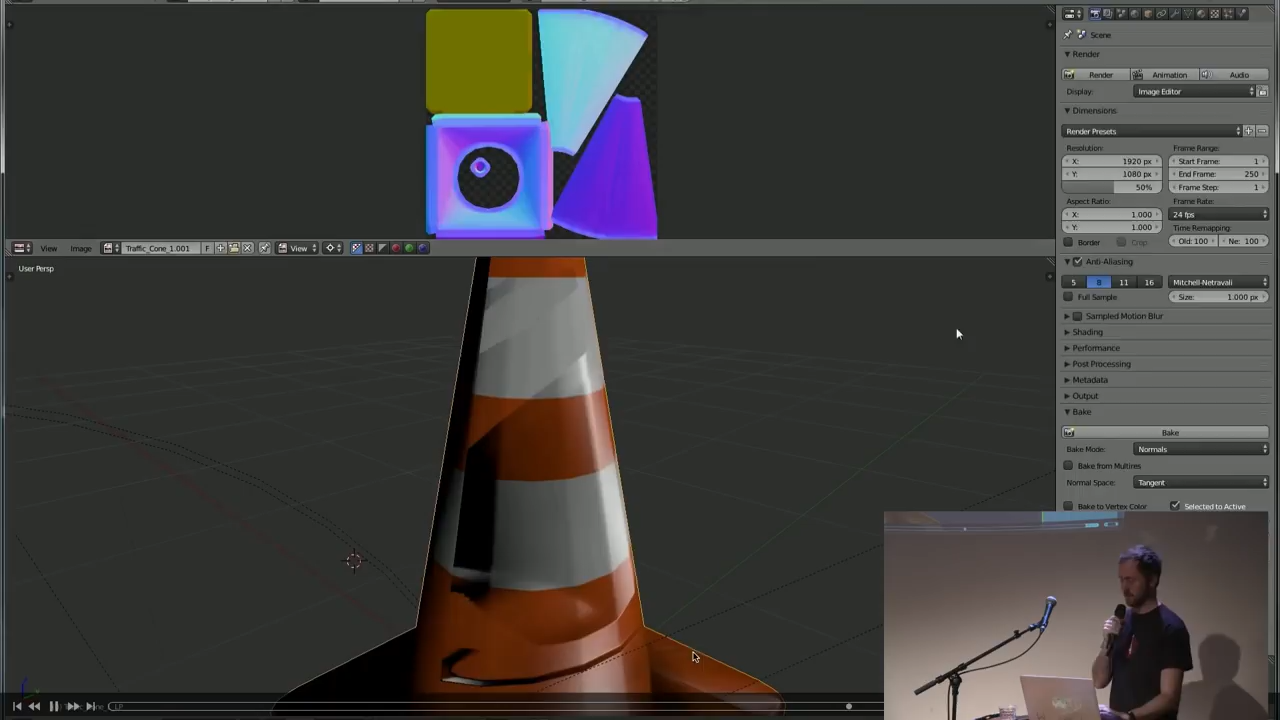 Scene
Render
Render Animation Audio
Display: Image Editor
Dimensions
Render Presets
Resolution: Frame Range:
X: 1920 px Start Frame: 1
Y: 1080 px End Frame: 250
50% Frame Step: 1
Aspect Ratio: Frame Rate:
X: 1.000 24 fps
Y: 1.000 Time Remapping
Border Crop Old: 100 Ne: 100
View Image Traffic_Cone_1.001 F View
Anti-Aliasing
User Persp
5 8 11 16 Mitchell-Netravali
Full Sample Size: 1.000 px
Sampled Motion Blur
Shading
Performance
Post Processing
Metadata
Output
Bake
Bake
Bake Mode: Normals
Bake from Multires
Normal Space: Tangent
Bake to Vertex Color Selected to Active
LP